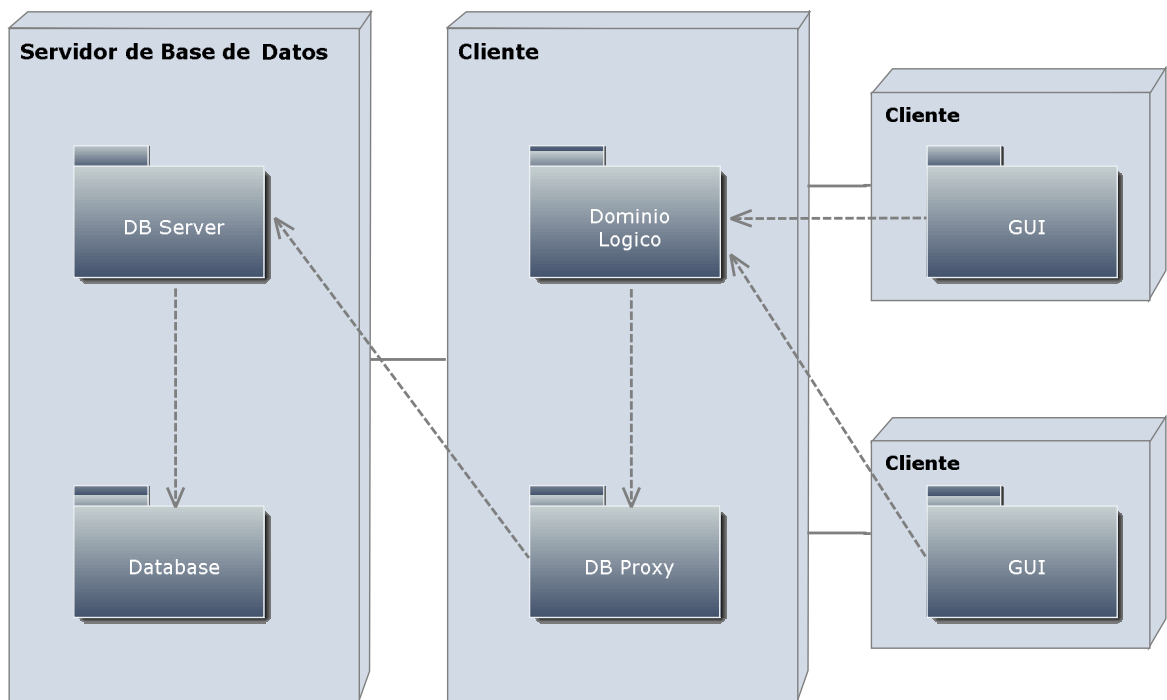 Servidor de Base de Datos
DB Server
Database
Cliente
Dominio
Logico
DB Proxy
Cliente
GUI
Cliente
GUI